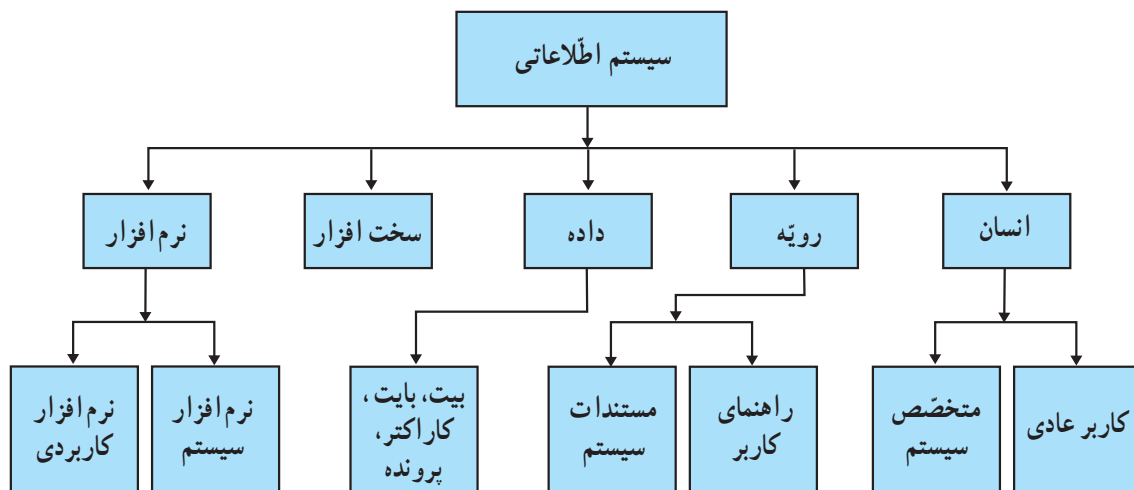 سیستم اطّلاعاتی
انسان
رویّه
داده
سخت افزار
نرم افزار
کاربر عادی
متخصّص
سیستم
راهنمای
کاربر
مستندات
سیستم
بیت، بایت،
کاراکتر،
پرونده
نرم افزار
سیستم
نرم افزار
کاربردی